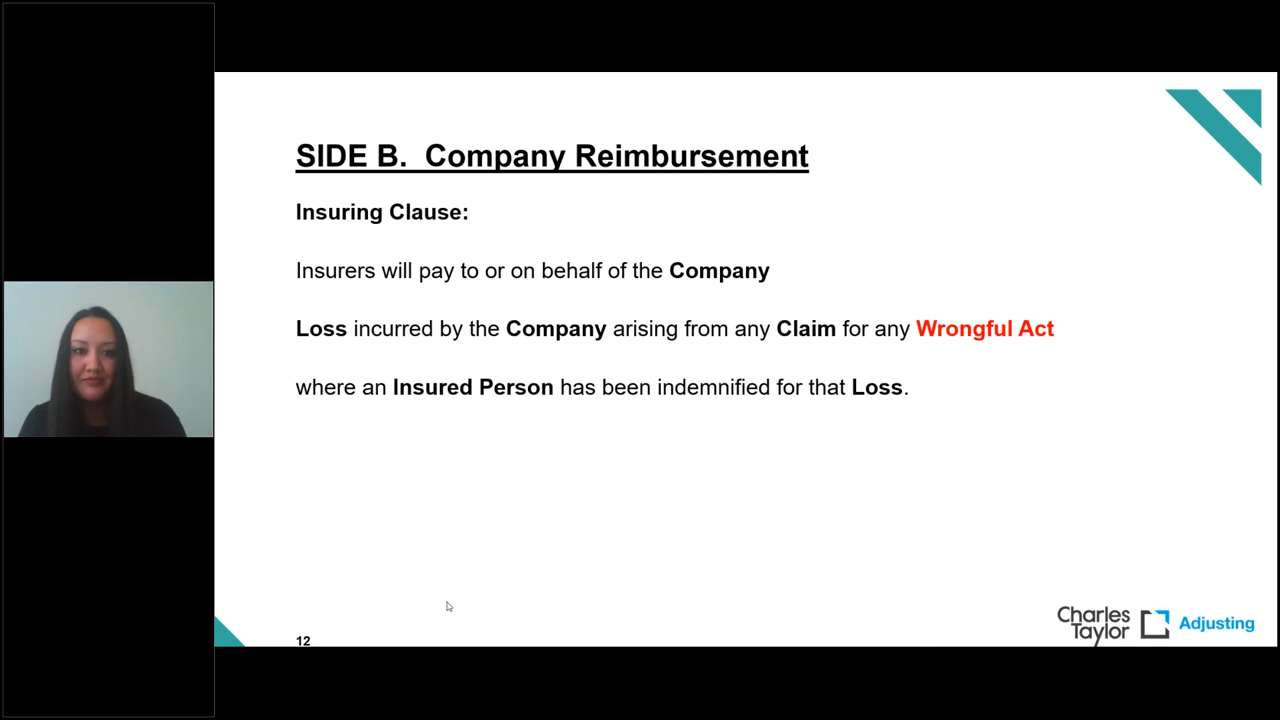 SIDE B. Company Reimbursement
Insuring Clause:
Insurers will pay to or on behalf of the Company
Loss incurred by the Company arising from any Claim for any Wrongful Act
where an Insured Person has been indemnified for that Loss.
12
Charles
Taylor
Adjusting